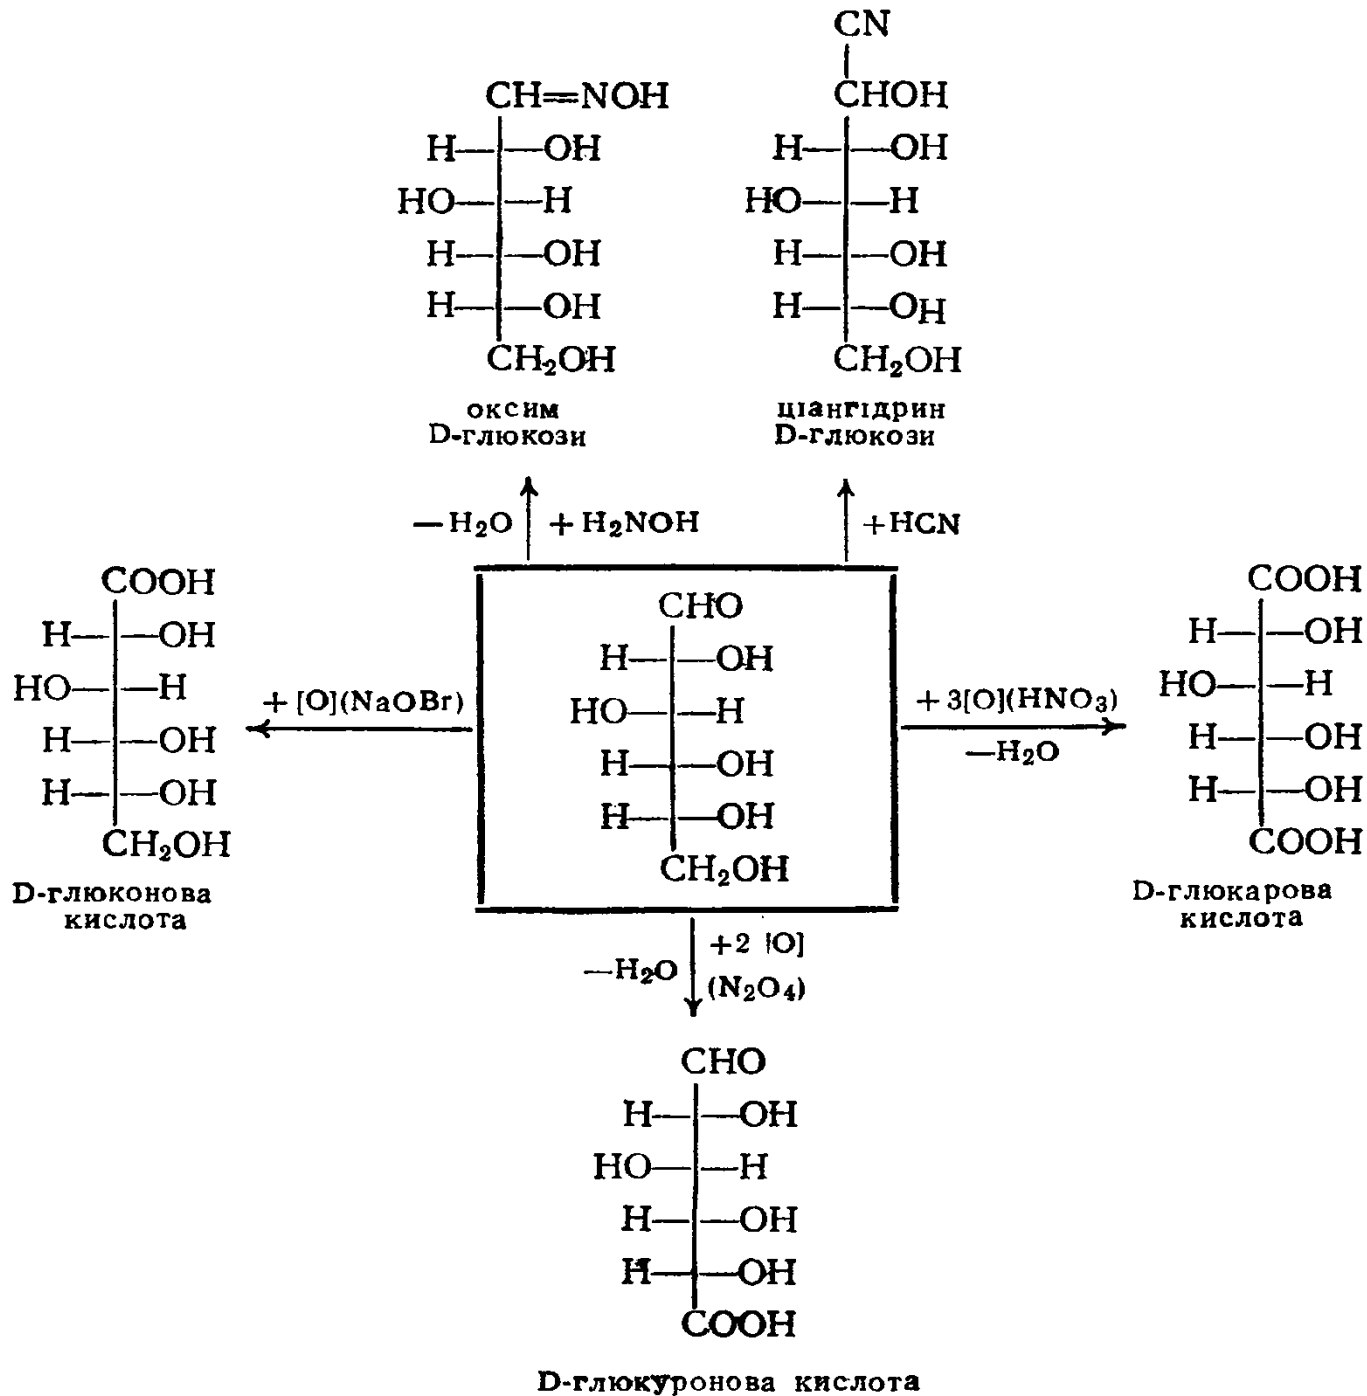 CN
CH=NOH
CHOH
H OH
H OH
HO H
HO H
H OH
H OH
H OH
H OH
CH₂OH
CH₂OH
оксим
D-глюкози
ціангідрин
D-глюкози
—H₂O
+ H₂NOH
+HCN
COOH
H OH
HO H
H OH
H OH
CH₂OH
D-глюконова
кислота
+ [O](NaOBr)
CHO
H OH
HO H
H OH
H OH
CH₂OH
+ 3[O](HNO₃)
—H₂O
COOH
H OH
HO H
H OH
H OH
COOH
D-глюкарова
кислота
—H₂O
+2 [O]
(N₂O₄)
CHO
H OH
HO H
H OH
H OH
COOH
D-глюкуронова кислота